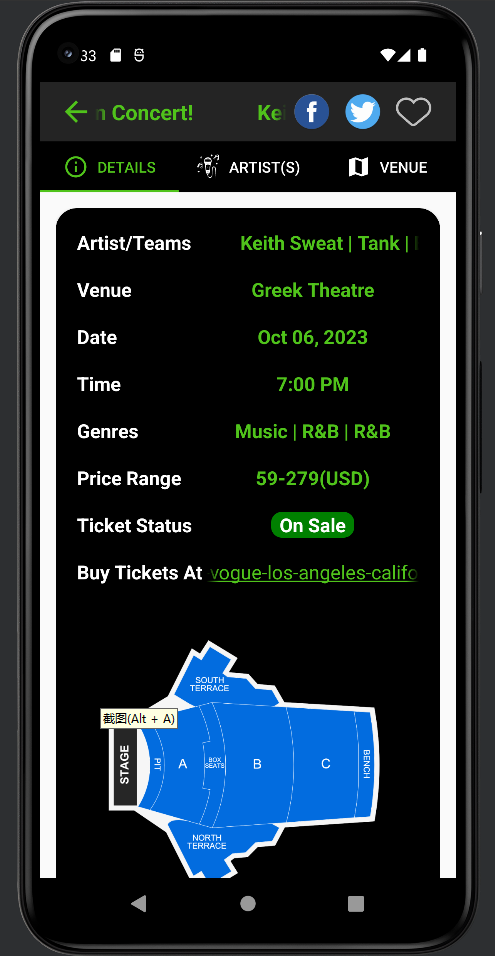 :33
n Concert! Kei
DETAILS ARTIST(S) VENUE
Artist/Teams Keith Sweat | Tank |
Venue Greek Theatre
Date Oct 06, 2023
Time 7:00 PM
Genres Music | R&B | R&B
Price Range 59-279(USD)
Ticket Status On Sale
Buy Tickets At vogue-los-angeles-califo
SOUTH
TERRACE
截图(Alt + A)
STAGE
PIT
A
BOX
SEATS
B
C
BENCH
NORTH
TERRACE